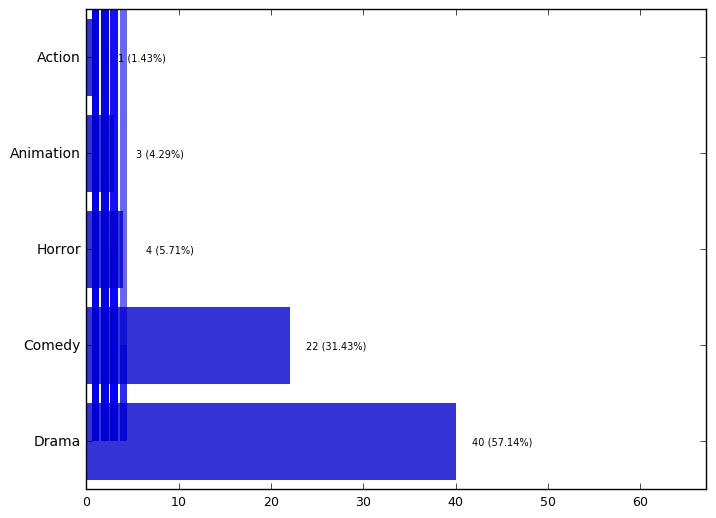 Action 1 (1.43%)
Animation 3 (4.29%)
Horror 4 (5.71%)
Comedy 22 (31.43%)
Drama 40 (57.14%)
0 10 20 30 40 50 60